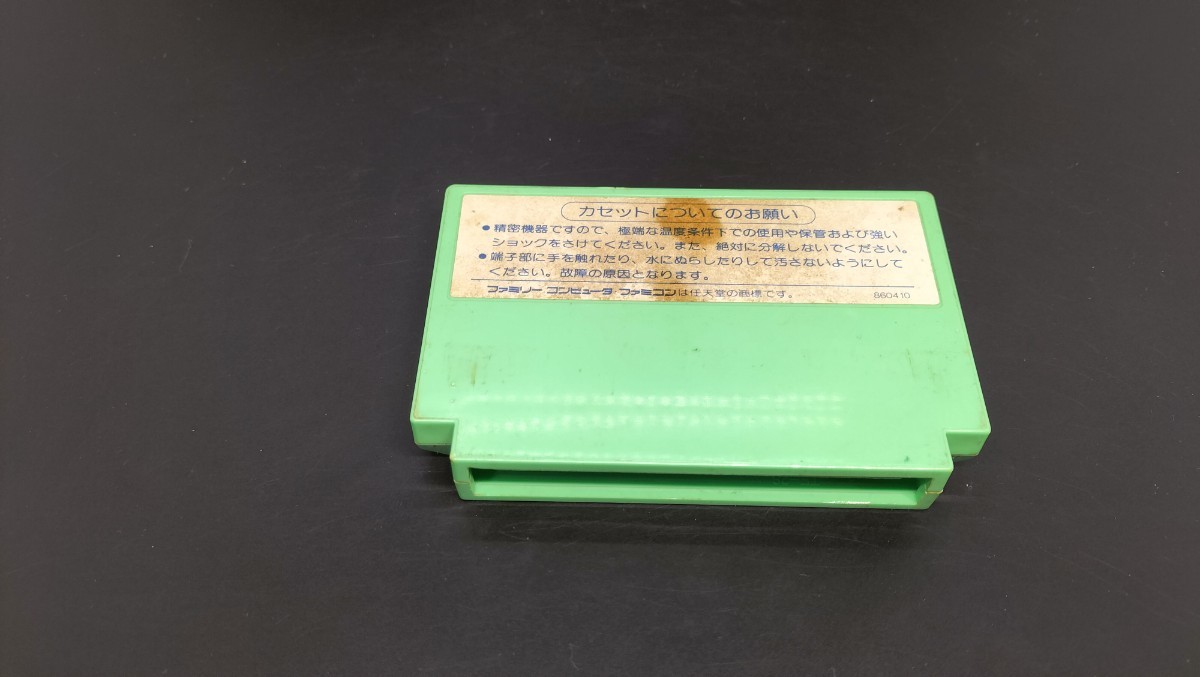 カセットについてのお願い
●精密機器ですので、極端な温度条件下での使用や保管および強い
ショックをさけてください。また、絶対に分解しないでください。
●端子部に手を触れたり、水にぬらしたりして汚さないようにして
ください。故障の原因となります。
ファミリー コンピュータ ファミコンは任天堂の商標です。 860410